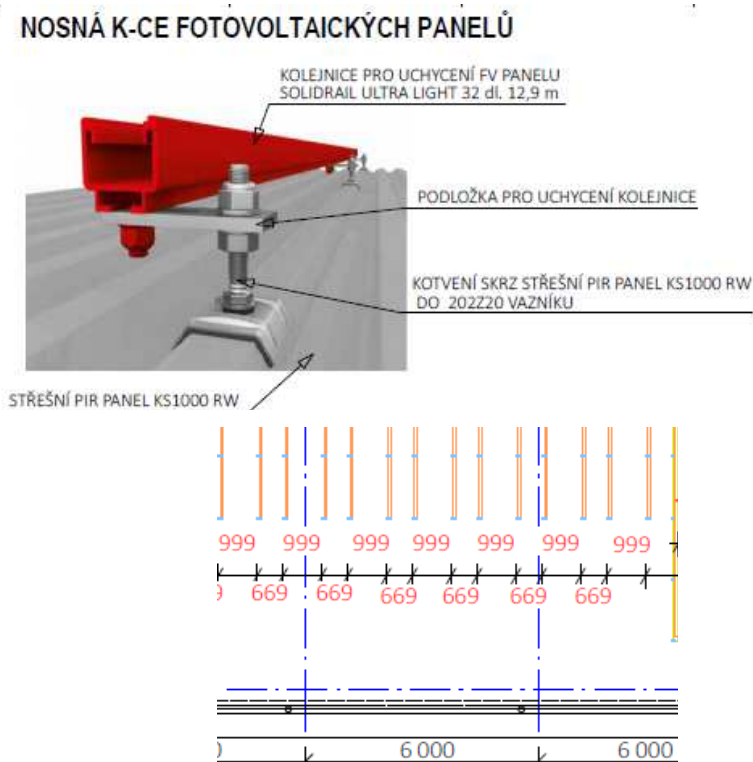 NOSNÁ K-CE FOTOVOLTAICKÝCH PANELŮ
KOLEJNICE PRO UCHYCENÍ FV PANELU
SOLIDRAIL ULTRA LIGHT 32 dl. 12,9 m
PODLOŽKA PRO UCHYCENÍ KOLEJNICE
KOTVENÍ SKRZ STŘEŠNÍ PIR PANEL KS1000 RW
DO 202Z20 VAZNÍKU
STŘEŠNÍ PIR PANEL KS1000 RW
999 999 999 999 999 999 999
669 669 669 669 669 669
6 000 6 000